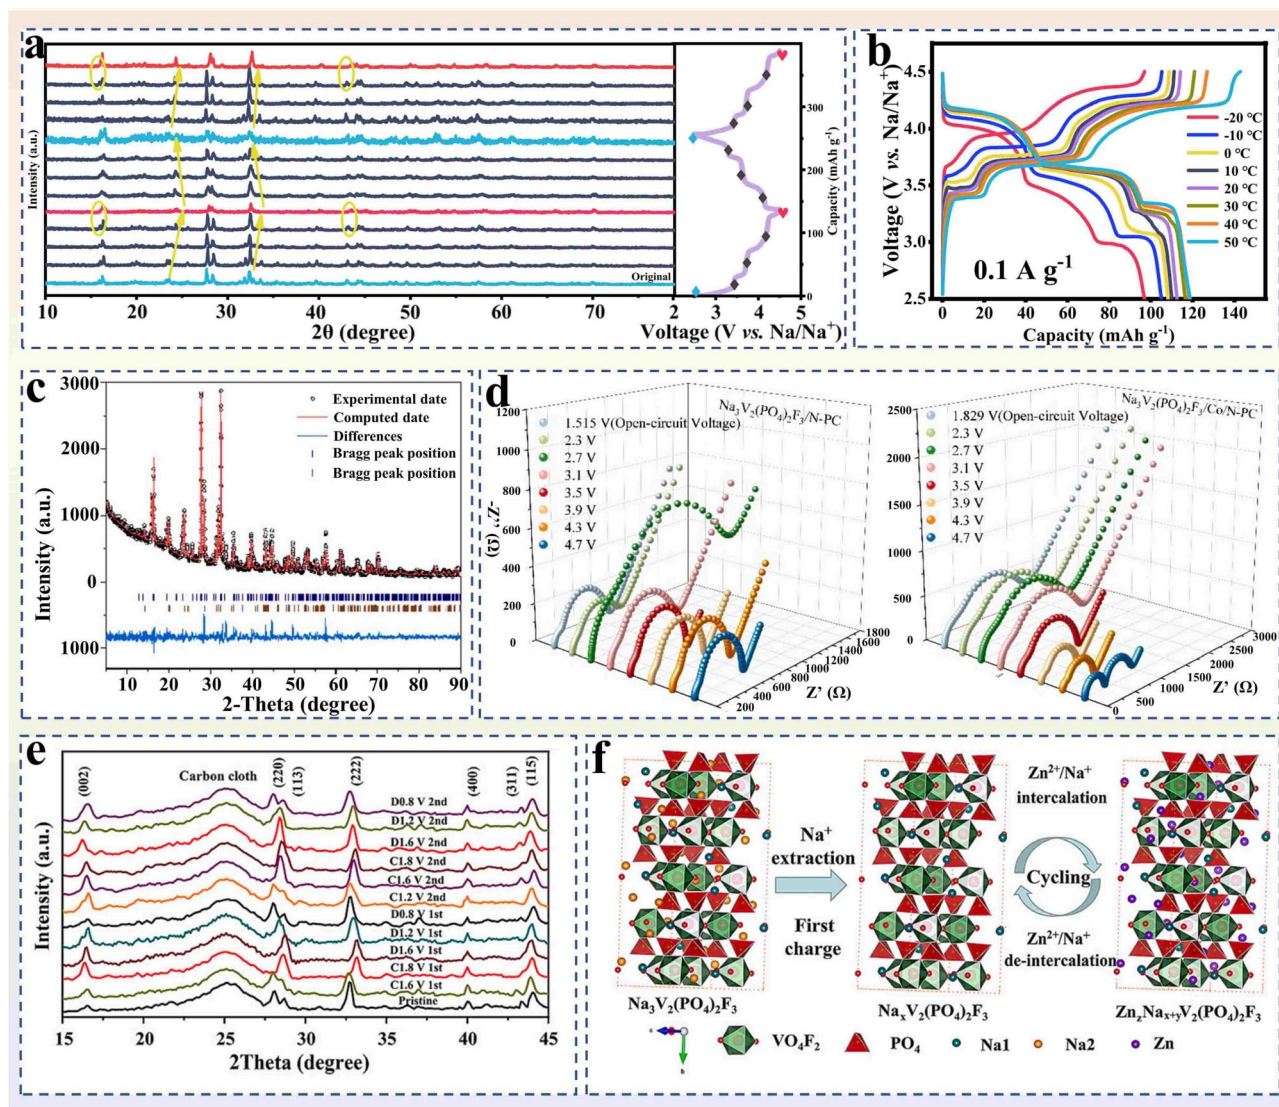 a
Intensity (a.u.)
Original
10 20 30 40 50 60 70
2θ (degree)
2 3 4 5
Voltage (V vs. Na/Na⁺)
0 100 200 300
Capacity (mAh g⁻¹)
b
Voltage (V vs. Na/Na⁺)
4.5
4.0
3.5
3.0
2.5
-20 ℃
-10 ℃
0 ℃
10 ℃
20 ℃
30 ℃
40 ℃
50 ℃
0.1 A g⁻¹
0 20 40 60 80 100 120 140
Capacity (mAh g⁻¹)
c
Intensity (a.u.)
3000
2000
1000
0
1000
Experimental date
Computed date
Differences
Bragg peak position
Bragg peak position
10 20 30 40 50 60 70 80 90
2-Theta (degree)
d
-Z'' (Ω)
1200
1000
800
600
400
200
0
Na₃V₂(PO₄)₂F₃/N-PC
1.515 V(Open-circuit Voltage)
2.3 V
2.7 V
3.1 V
3.5 V
3.9 V
4.3 V
4.7 V
200 400 600 800 1000 1200 1400 1600 1800
Z' (Ω)
2500
2000
1500
1000
500
0
Na₃V₂(PO₄)₂F₃/Co/N-PC
1.829 V(Open-circuit Voltage)
2.3 V
2.7 V
3.1 V
3.5 V
3.9 V
4.3 V
4.7 V
0 500 1000 1500 2000 2500 3000
Z' (Ω)
e
Intensity (a.u.)
(002)
Carbon cloth
(220)
(113)
(222)
(400)
(311)
(115)
D0.8 V 2nd
D1.2 V 2nd
D1.6 V 2nd
C1.8 V 2nd
C1.6 V 2nd
C1.2 V 2nd
D0.8 V 1st
D1.2 V 1st
D1.6 V 1st
C1.8 V 1st
C1.6 V 1st
Pristine
15 20 25 30 35 40 45
2Theta (degree)
f
Na⁺
extraction
First
charge
Zn²⁺/Na⁺
intercalation
Cycling
Zn²⁺/Na⁺
de-intercalation
Na₃V₂(PO₄)₂F₃
NaₓV₂(PO₄)₂F₃
Zn_zNa_{x+y}V₂(PO₄)₂F₃
c
b
VO₄F₂
PO₄
Na1
Na2
Zn